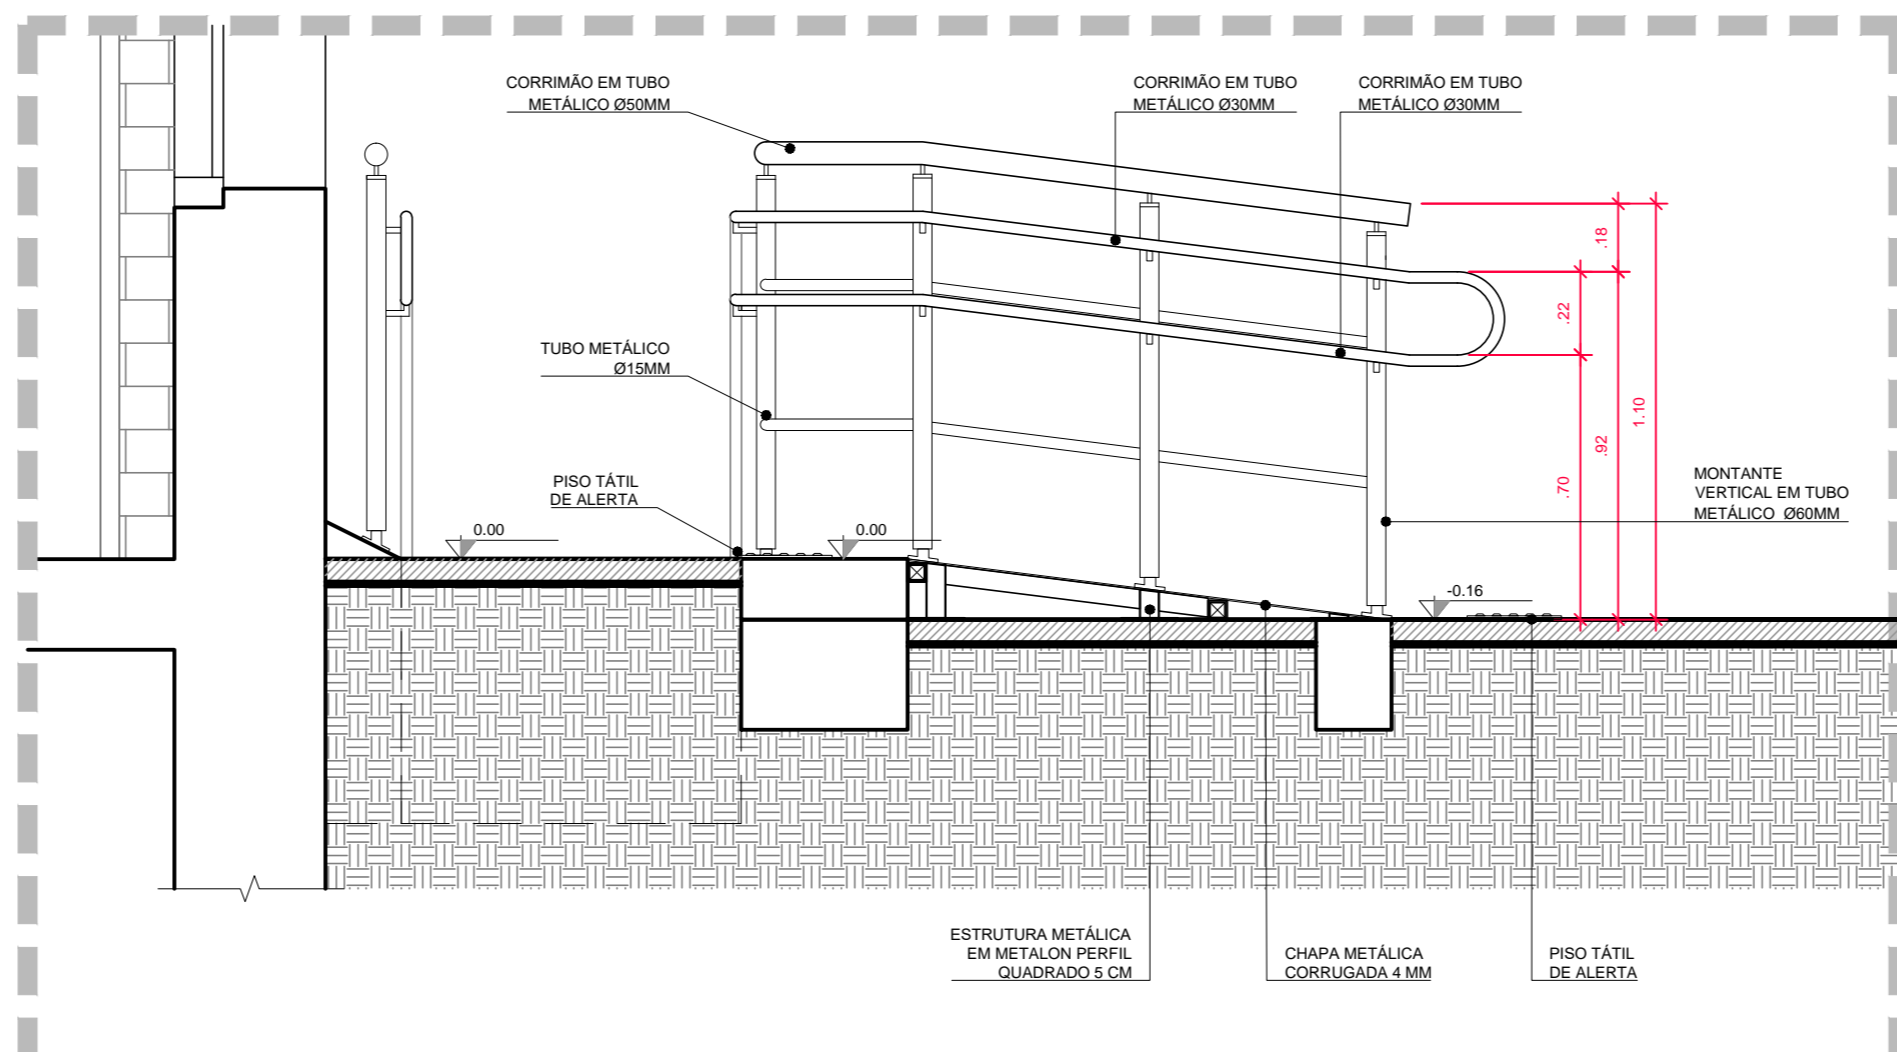 CORRIMÃO EM TUBO
METÁLICO Ø50MM
CORRIMÃO EM TUBO
METÁLICO Ø30MM
CORRIMÃO EM TUBO
METÁLICO Ø30MM
.18
.22
TUBO METÁLICO
Ø15MM
1.10
.92
.70
PISO TÁTIL
DE ALERTA
MONTANTE
VERTICAL EM TUBO
METÁLICO Ø60MM
0.00
0.00
-0.16
ESTRUTURA METÁLICA
EM METALON PERFIL
QUADRADO 5 CM
CHAPA METÁLICA
CORRUGADA 4 MM
PISO TÁTIL
DE ALERTA